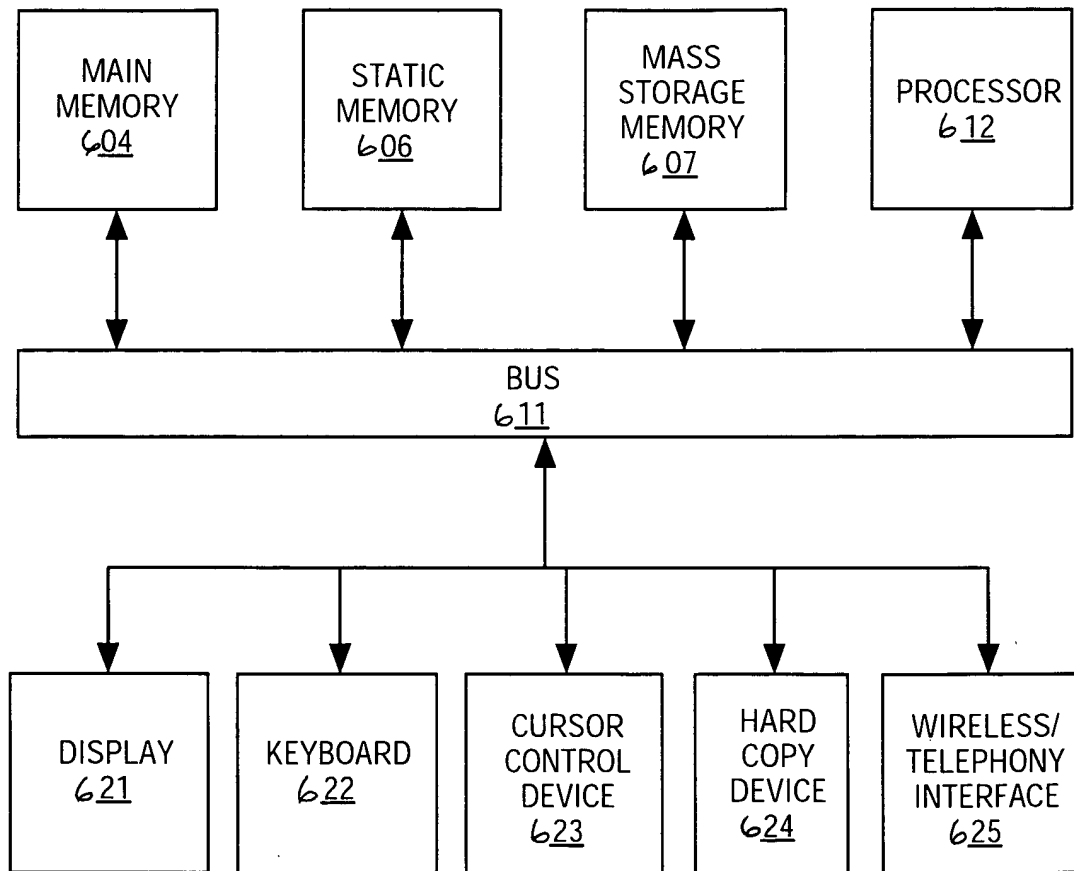 MAIN
MEMORY
604
STATIC
MEMORY
606
MASS
STORAGE
MEMORY
607
PROCESSOR
612
BUS
611
DISPLAY
621
KEYBOARD
622
CURSOR
CONTROL
DEVICE
623
HARD
COPY
DEVICE
624
WIRELESS/
TELEPHONY
INTERFACE
625